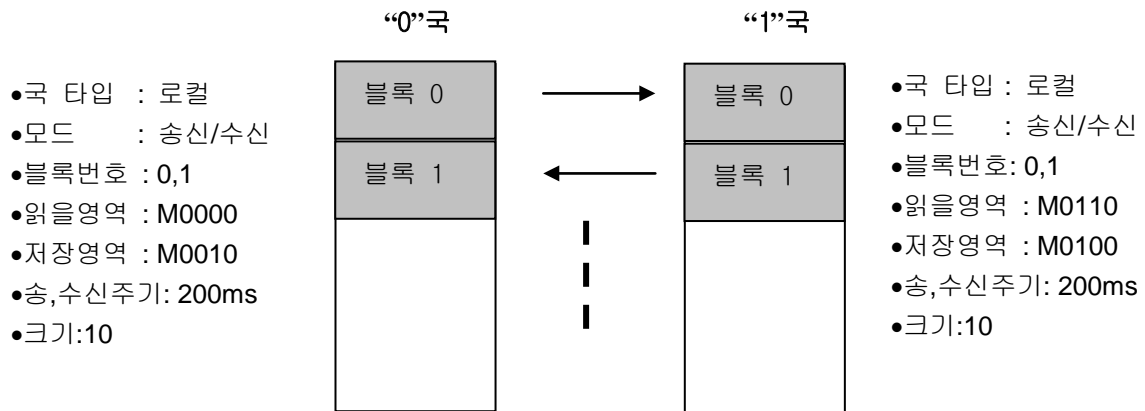 “0”국
“1”국
●국 타입 : 로컬
●모드 : 송신/수신
●블록번호 : 0,1
●읽을영역 : M0000
●저장영역 : M0010
●송,수신주기: 200ms
●크기:10
블록 0
블록 1
블록 0
블록 1
●국 타입 : 로컬
●모드 : 송신/수신
●블록번호: 0,1
●읽을영역 : M0110
●저장영역 : M0100
●송,수신주기: 200ms
●크기:10